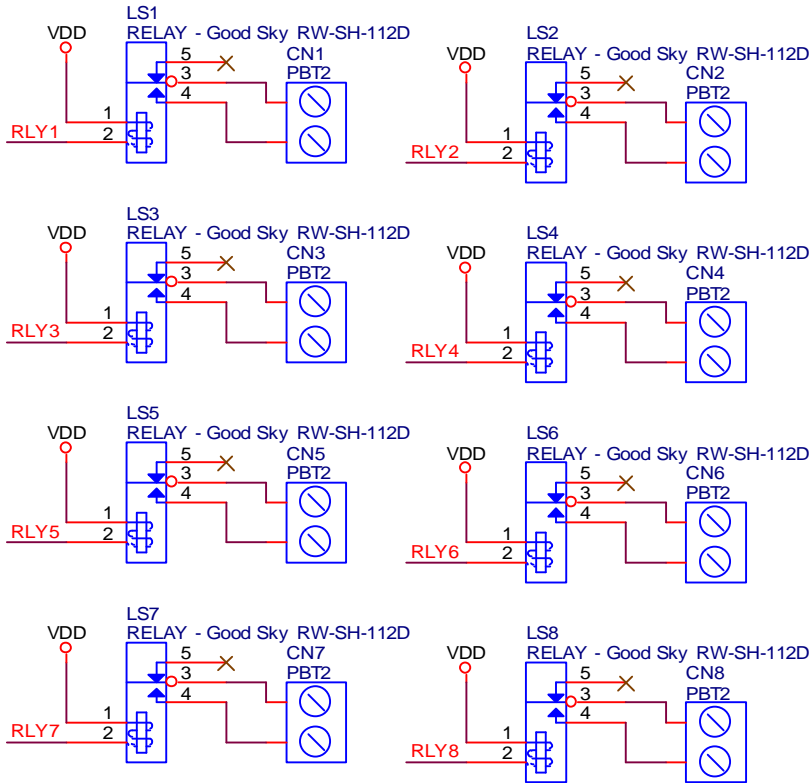 LS1
VDD
RELAY - Good Sky RW-SH-112D
5
CN1
3
PBT2
4
1
RLY1
2
LS2
VDD
RELAY - Good Sky RW-SH-112D
5
CN2
3
PBT2
4
1
RLY2
2
LS3
VDD
RELAY - Good Sky RW-SH-112D
5
CN3
3
PBT2
4
1
RLY3
2
LS4
VDD
RELAY - Good Sky RW-SH-112D
5
CN4
3
PBT2
4
1
RLY4
2
LS5
VDD
RELAY - Good Sky RW-SH-112D
5
CN5
3
PBT2
4
1
RLY5
2
LS6
VDD
RELAY - Good Sky RW-SH-112D
5
CN6
3
PBT2
4
1
RLY6
2
LS7
VDD
RELAY - Good Sky RW-SH-112D
5
CN7
3
PBT2
4
1
RLY7
2
LS8
VDD
RELAY - Good Sky RW-SH-112D
5
CN8
3
PBT2
4
1
RLY8
2